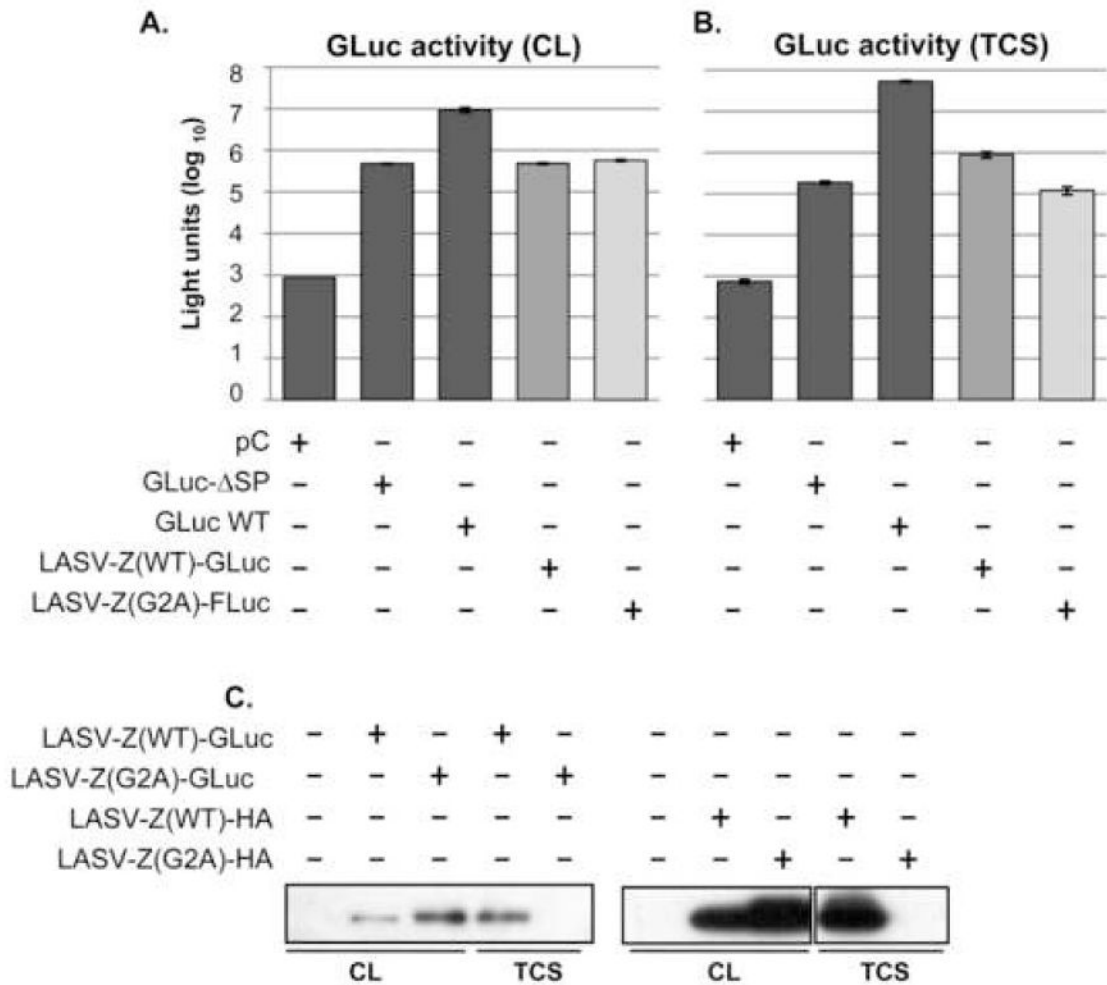 A.
GLuc activity (CL)
B.
GLuc activity (TCS)
Light units (log 10)
8
7
6
5
4
3
2
1
0
pC + – – – – + – – – –
GLuc-ΔSP – + – – – – + – – –
GLuc WT – – + – – – – + – –
LASV-Z(WT)-GLuc – – – + – – – – + –
LASV-Z(G2A)-FLuc – – – – + – – – – +
C.
LASV-Z(WT)-GLuc – + – + – – – – – –
LASV-Z(G2A)-GLuc – – + – + – – – – –
LASV-Z(WT)-HA – – – – – – + – + –
LASV-Z(G2A)-HA – – – – – – – + – +
CL TCS CL TCS